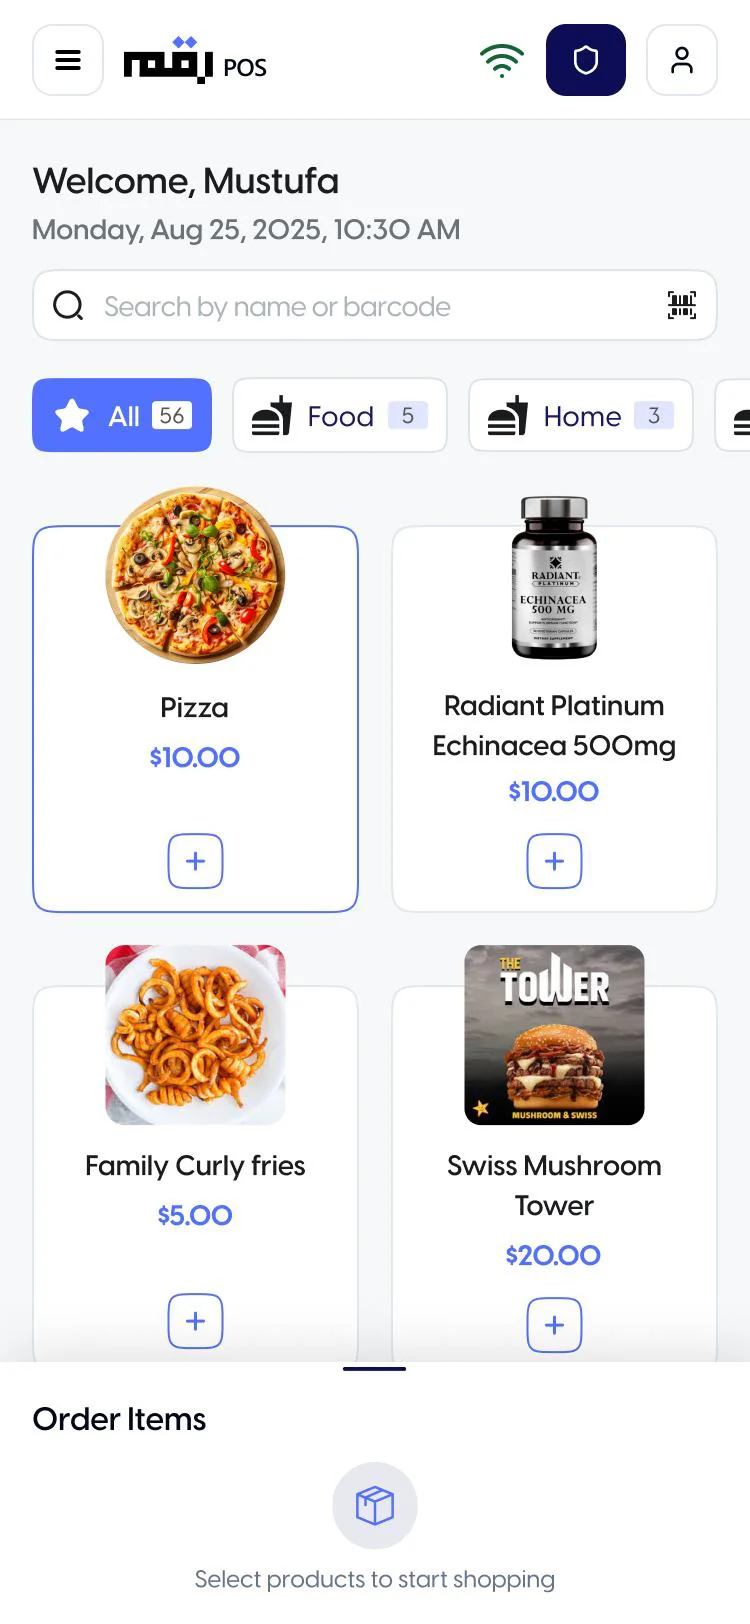 رقمہ POS
Welcome, Mustufa
Monday, Aug 25, 2025, 10:30 AM
Search by name or barcode
All 56
Food 5
Home 3
RADIANT
PLATINUM
ECHINACEA
500 MG
Pizza
$10.00
Radiant Platinum
Echinacea 500mg
$10.00
THE
TOWER
MUSHROOM & SWISS
Family Curly fries
$5.00
Swiss Mushroom
Tower
$20.00
Order Items
Select products to start shopping